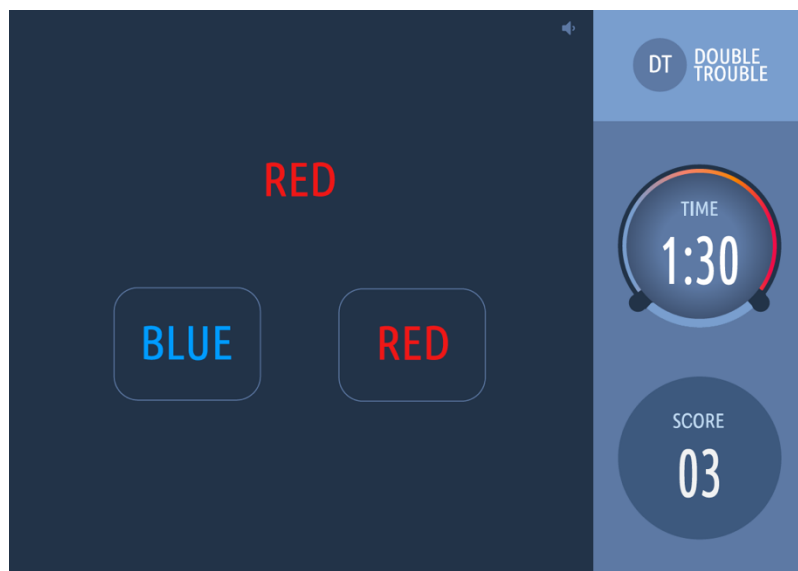 DT
DOUBLE
TROUBLE
RED
BLUE
RED
TIME
1:30
SCORE
03